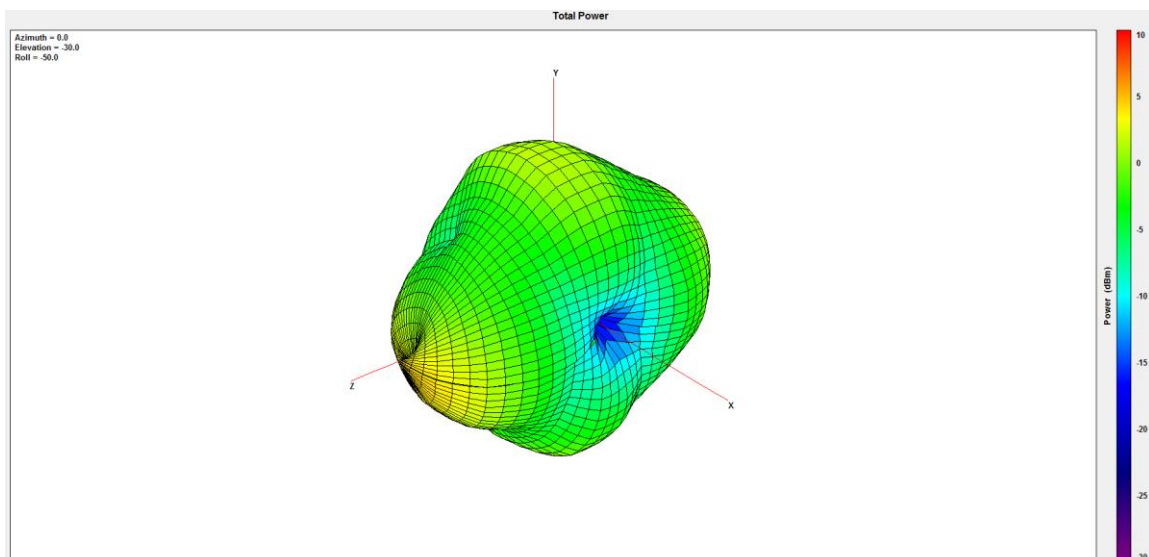 Total Power
Azimuth = 0.0
Elevation = -30.0
Roll = -50.0
Y
Z
X
10
5
0
-5
-10
-15
-20
-25
-30
Power (dBm)